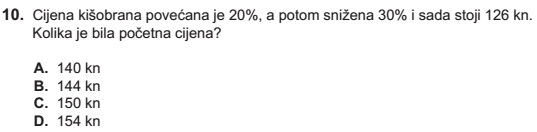 10. Cijena kišobrana povećana je 20%, a potom snižena 30% i sada stoji 126 kn.
Kolika je bila početna cijena?
A. 140 kn
B. 144 kn
C. 150 kn
D. 154 kn